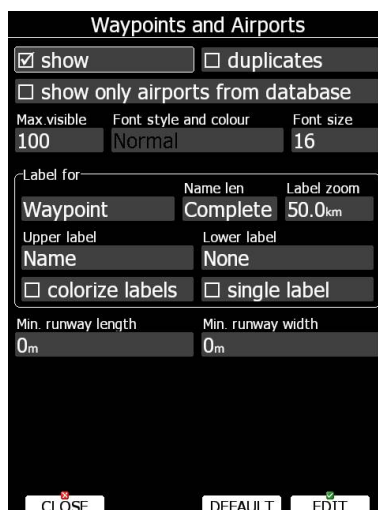 Waypoints and Airports
show duplicates
show only airports from database
Max.visible Font style and colour Font size
100 Normal 16
Label for
Name len Label zoom
Waypoint Complete 50.0km
Upper label Lower label
Name None
colorize labels single label
Min. runway length Min. runway width
0m 0m
CLOSE DEFAULT EDIT